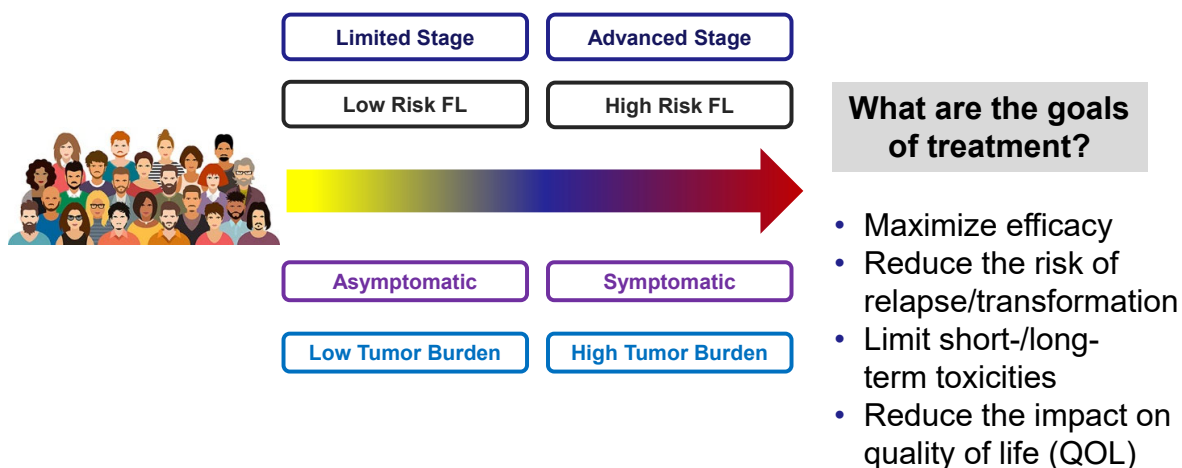 Limited Stage
Advanced Stage
Low Risk FL
High Risk FL
Asymptomatic
Symptomatic
Low Tumor Burden
High Tumor Burden
What are the goals
of treatment?
• Maximize efficacy
• Reduce the risk of
relapse/transformation
• Limit short-/long-
term toxicities
• Reduce the impact on
quality of life (QOL)